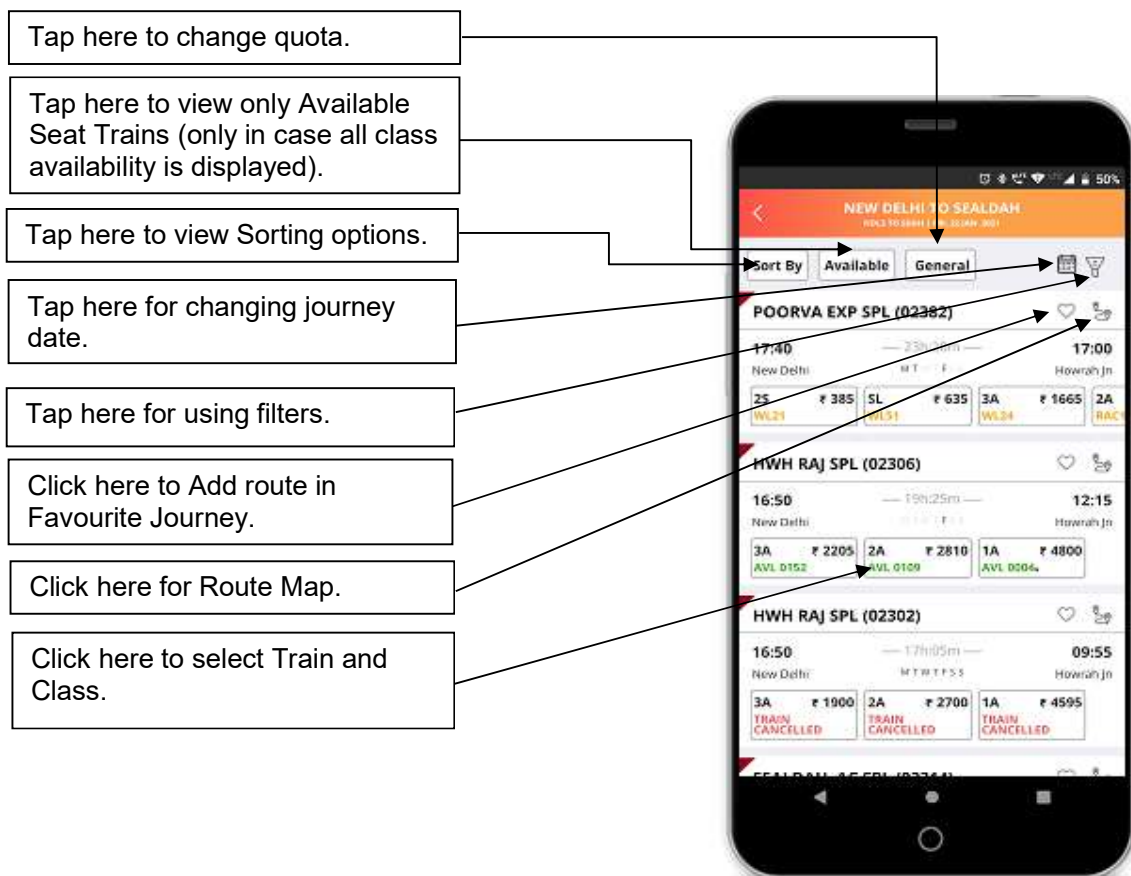 Tap here to change quota.
Tap here to view only Available
Seat Trains (only in case all class
availability is displayed).
Tap here to view Sorting options.
Tap here for changing journey
date.
Tap here for using filters.
Click here to Add route in
Favourite Journey.
Click here for Route Map.
Click here to select Train and
Class.
50%
NEW DELHI TO SEALDAH
Sort By Available General
POORVA EXP SPL (02382)
17:40 17:00
New Delhi M T F Howrah Jn
2S ₹ 385 SL ₹ 635 3A ₹ 1665 2A
WL21 WL51 WL24
HWH RAJ SPL (02306)
16:50 19h:25m 12:15
New Delhi F Howrah Jn
3A ₹ 2205 2A ₹ 2810 1A ₹ 4800
AVL 0152 AVL 0109 AVL 0004
HWH RAJ SPL (02302)
16:50 17h:05m 09:55
New Delhi M T W T F S S Howrah Jn
3A ₹ 1900 2A ₹ 2700 1A ₹ 4595
TRAIN TRAIN TRAIN
CANCELLED CANCELLED CANCELLED